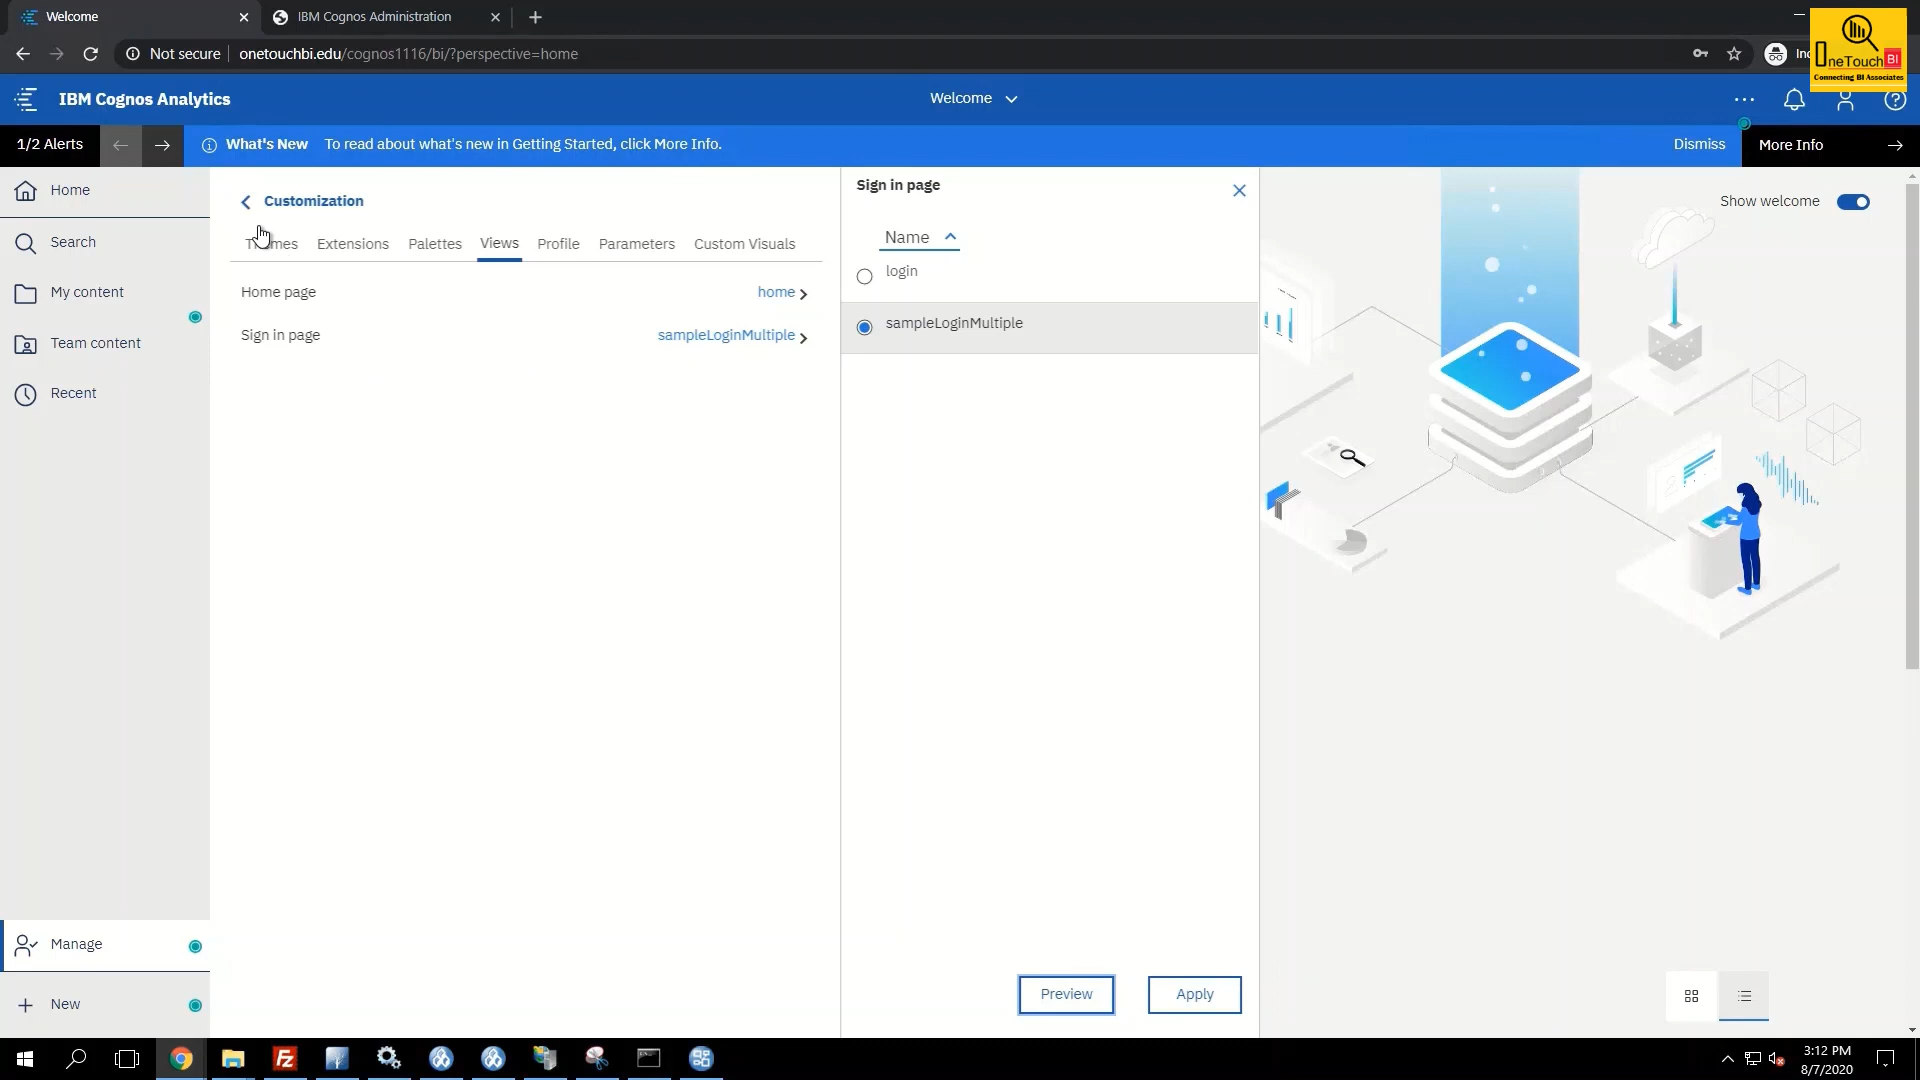 Welcome
IBM Cognos Administration
Not secure
onetouchbi.edu/cognos1116/bi/?perspective=home
OneTouch BI
Connecting BI Associates
IBM Cognos Analytics
Welcome
1/2 Alerts
What's New
To read about what's new in Getting Started, click More Info.
Dismiss
More Info
Home
Search
My content
Team content
Recent
Manage
New
Customization
Themes
Extensions
Palettes
Views
Profile
Parameters
Custom Visuals
Home page
home
Sign in page
sampleLoginMultiple
Sign in page
Name
login
sampleLoginMultiple
Preview
Apply
Show welcome
3:12 PM
8/7/2020